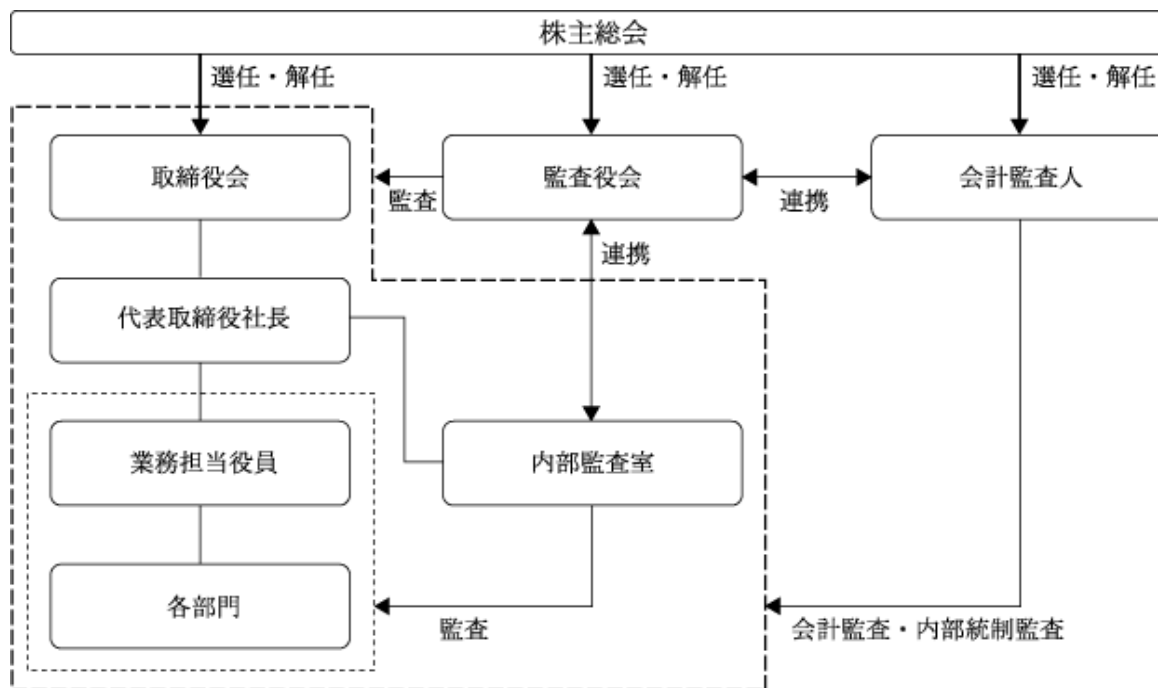 株主総会
選任・解任
選任・解任
選任・解任
取締役会
監査役会
会計監査人
監査
連携
連携
代表取締役社長
業務担当役員
内部監査室
各部門
監査
会計監査・内部統制監査